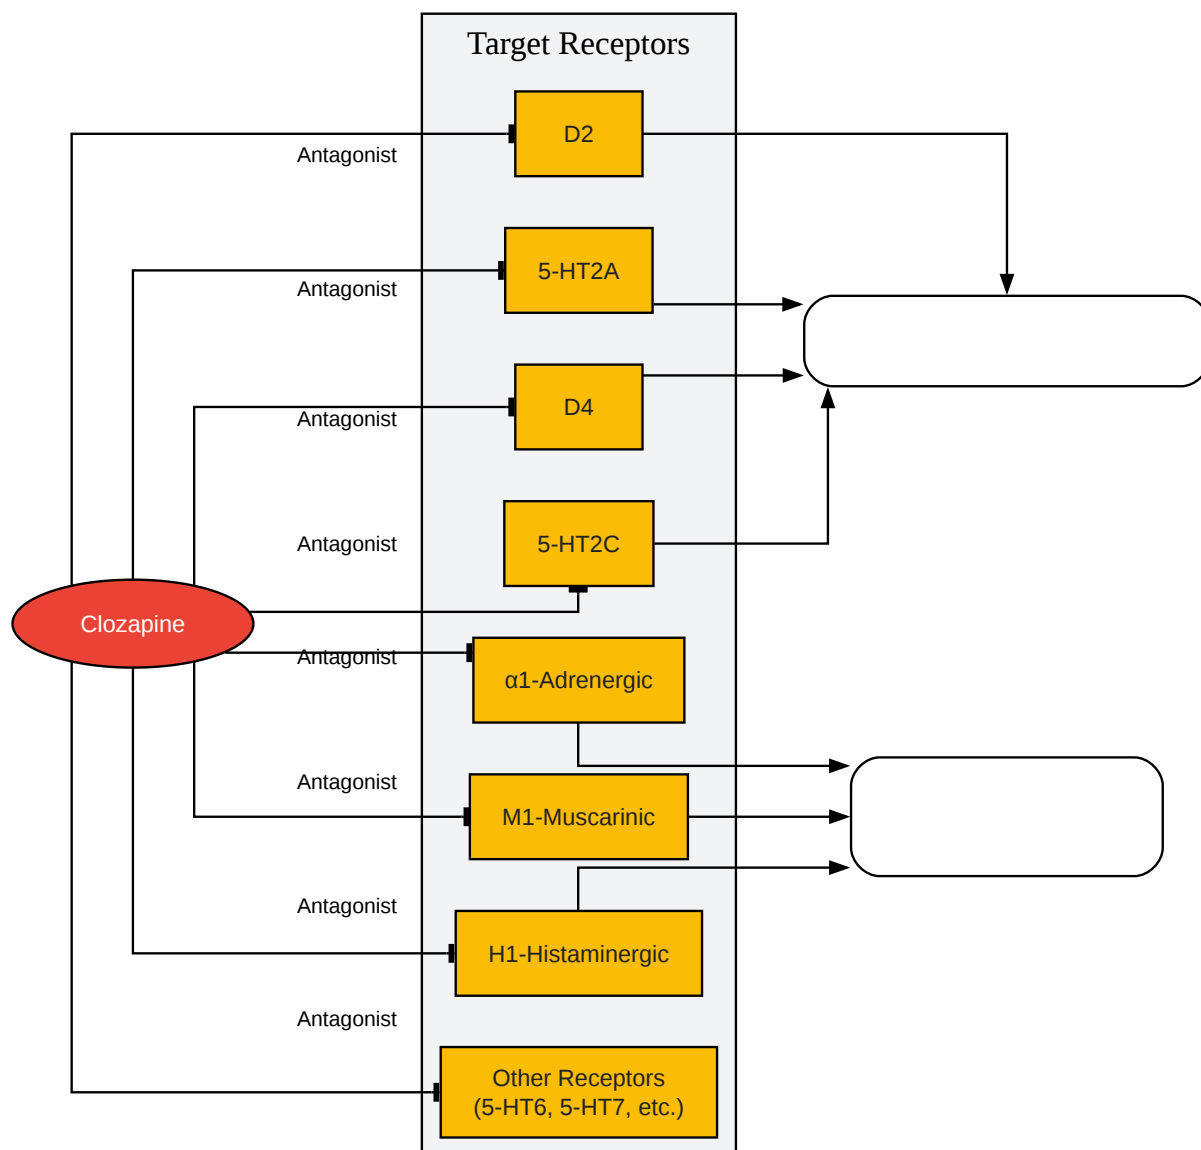 Target Receptors
D2
Antagonist
5-HT2A
Antagonist
D4
Antagonist
5-HT2C
Antagonist
Clozapine
Antagonist
α1-Adrenergic
Antagonist
M1-Muscarinic
Antagonist
H1-Histaminergic
Antagonist
Other Receptors
(5-HT6, 5-HT7, etc.)